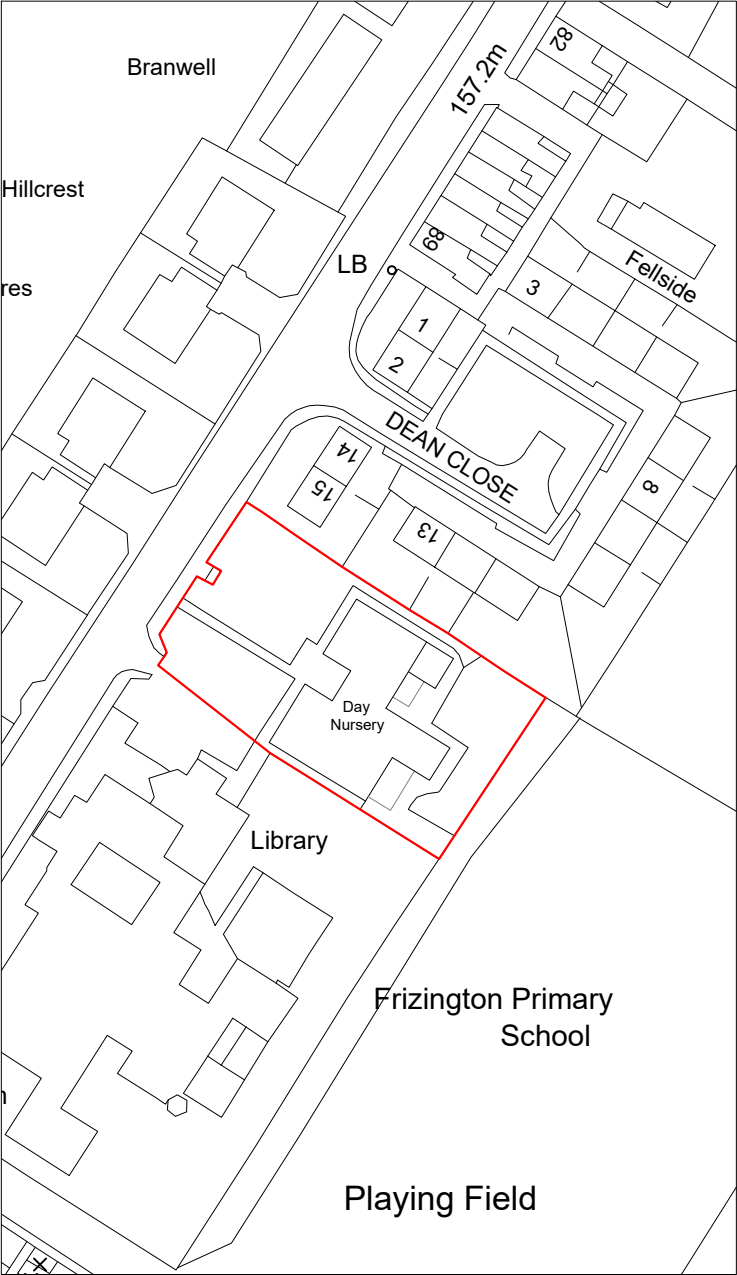 Branwell
82
157.2m
Hillcrest
68
LB
Fellside
res
3
1
2
DEAN CLOSE
14
15
13
8
Day
Nursery
Library
Frizington Primary
School
n
Playing Field